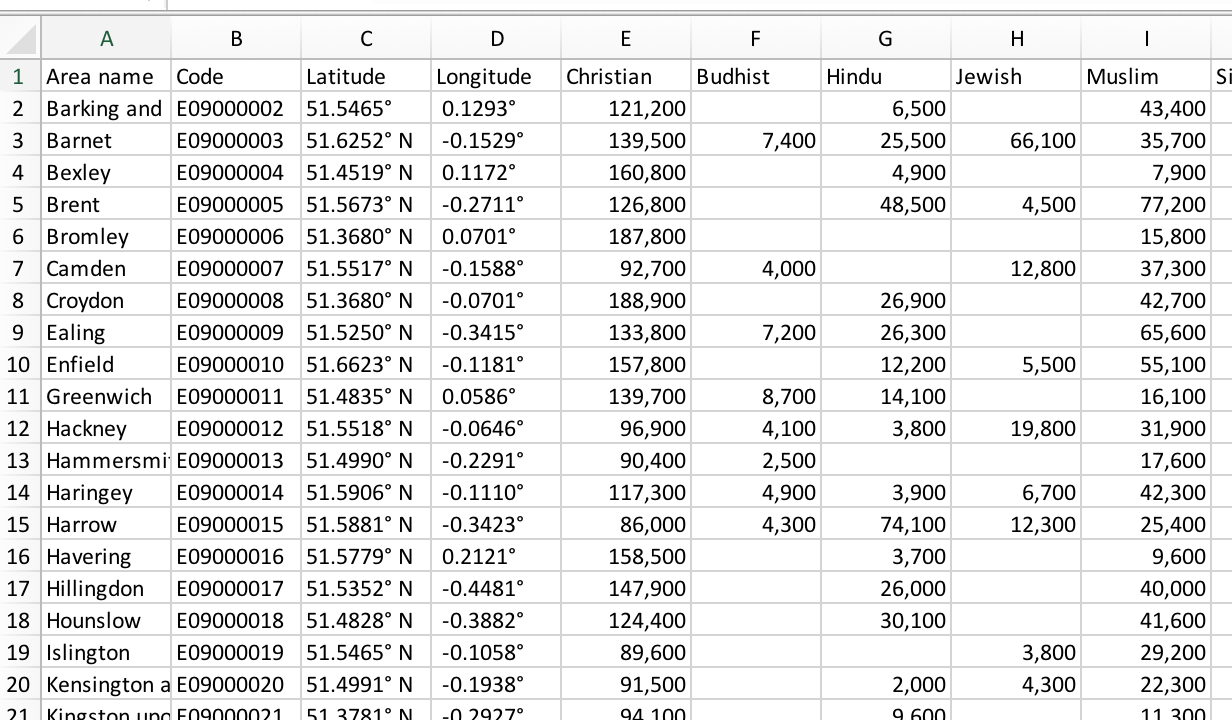 A B C D E F G H I
1 Area name Code Latitude Longitude Christian Budhist Hindu Jewish Muslim Si
2 Barking and E09000002 51.5465° 0.1293° 121,200 6,500 43,400
3 Barnet E09000003 51.6252° N -0.1529° 139,500 7,400 25,500 66,100 35,700
4 Bexley E09000004 51.4519° N 0.1172° 160,800 4,900 7,900
5 Brent E09000005 51.5673° N -0.2711° 126,800 48,500 4,500 77,200
6 Bromley E09000006 51.3680° N 0.0701° 187,800 15,800
7 Camden E09000007 51.5517° N -0.1588° 92,700 4,000 12,800 37,300
8 Croydon E09000008 51.3680° N -0.0701° 188,900 26,900 42,700
9 Ealing E09000009 51.5250° N -0.3415° 133,800 7,200 26,300 65,600
10 Enfield E09000010 51.6623° N -0.1181° 157,800 12,200 5,500 55,100
11 Greenwich E09000011 51.4835° N 0.0586° 139,700 8,700 14,100 16,100
12 Hackney E09000012 51.5518° N -0.0646° 96,900 4,100 3,800 19,800 31,900
13 Hammersmi E09000013 51.4990° N -0.2291° 90,400 2,500 17,600
14 Haringey E09000014 51.5906° N -0.1110° 117,300 4,900 3,900 6,700 42,300
15 Harrow E09000015 51.5881° N -0.3423° 86,000 4,300 74,100 12,300 25,400
16 Havering E09000016 51.5779° N 0.2121° 158,500 3,700 9,600
17 Hillingdon E09000017 51.5352° N -0.4481° 147,900 26,000 40,000
18 Hounslow E09000018 51.4828° N -0.3882° 124,400 30,100 41,600
19 Islington E09000019 51.5465° N -0.1058° 89,600 3,800 29,200
20 Kensington a E09000020 51.4991° N -0.1938° 91,500 2,000 4,300 22,300
21 Kingston upo E09000021 51.3781° N -0.2927° 94,100 9,600 11,300